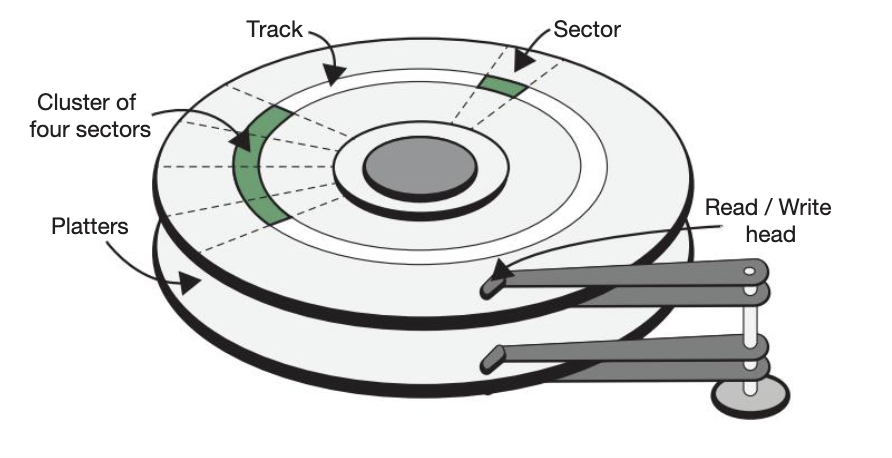 Track
Sector
Cluster of
four sectors
Platters
Read / Write
head